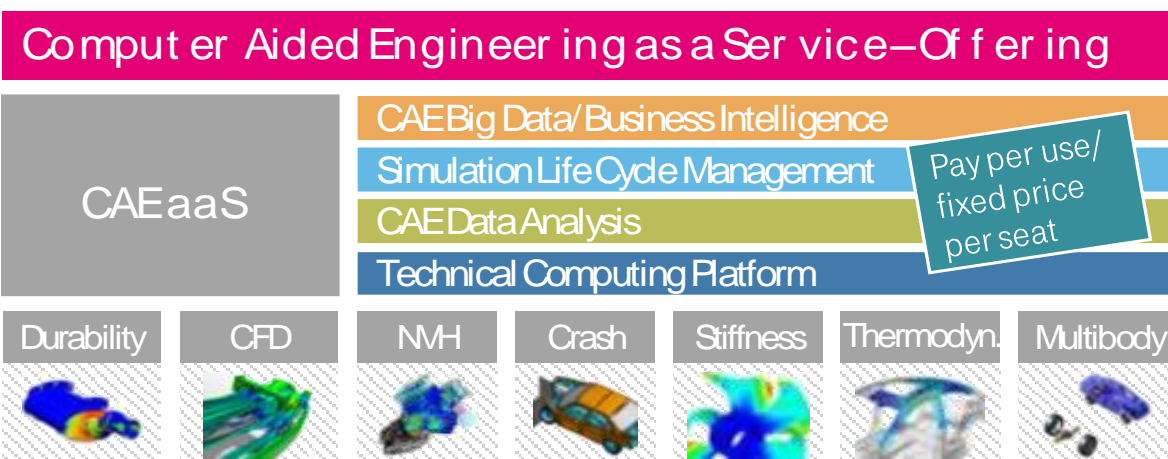 Computer Aided Engineering as a Service–Offering
CAEaaS
CAE Big Data/Business Intelligence
Simulation Life Cycle Management
CAE Data Analysis
Technical Computing Platform
Pay per use/
fixed price
per seat
Durability
CFD
NVH
Crash
Stiffness
Thermodyn.
Multibody